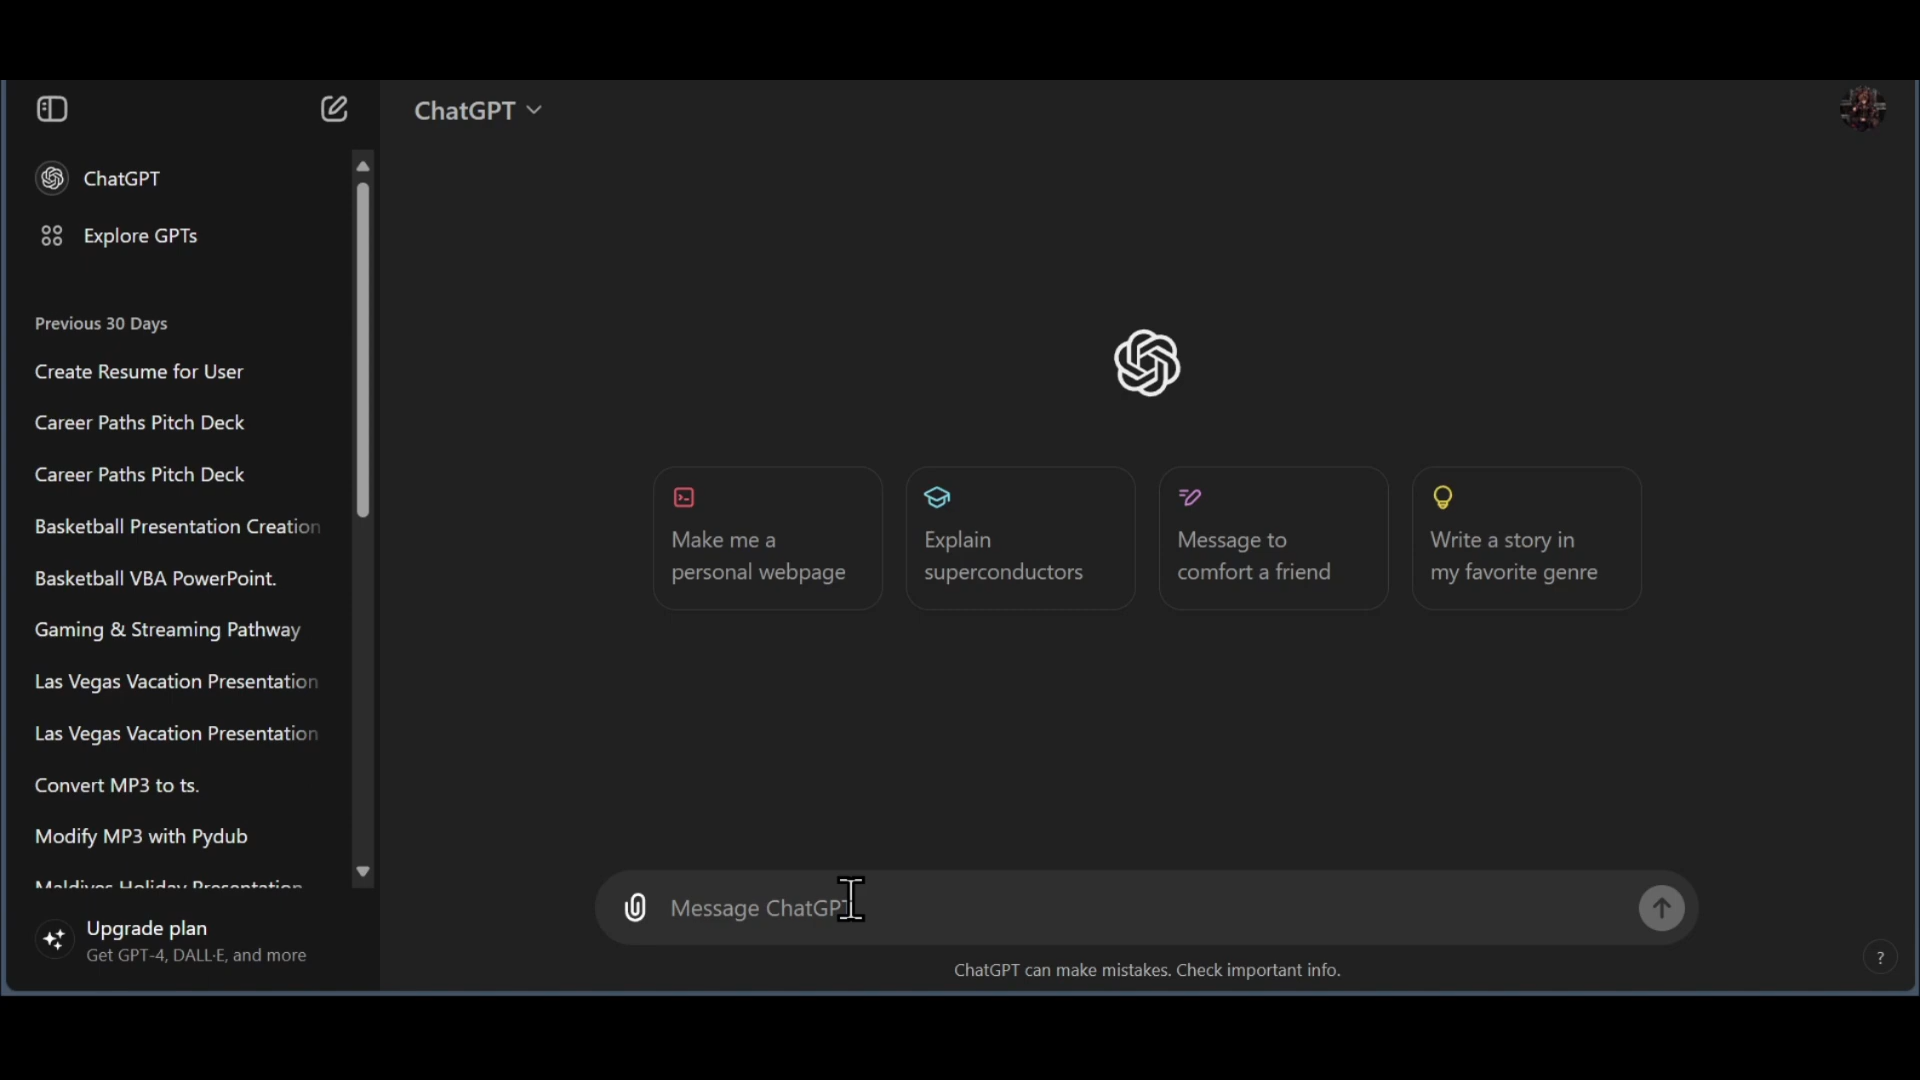 ChatGPT
ChatGPT
Explore GPTs
Previous 30 Days
Create Resume for User
Career Paths Pitch Deck
Career Paths Pitch Deck
Basketball Presentation Creation
Basketball VBA PowerPoint.
Gaming & Streaming Pathway
Las Vegas Vacation Presentation
Las Vegas Vacation Presentation
Convert MP3 to ts.
Modify MP3 with Pydub
Maldives Holiday Presentation
Upgrade plan
Get GPT-4, DALL·E, and more
Make me a
personal webpage
Explain
superconductors
Message to
comfort a friend
Write a story in
my favorite genre
Message ChatGPT
ChatGPT can make mistakes. Check important info.
?